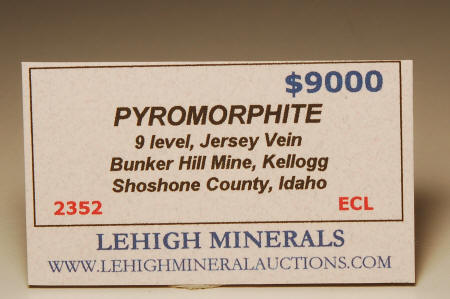 $9000
PYROMORPHITE
9 level, Jersey Vein
Bunker Hill Mine, Kellogg
Shoshone County, Idaho
2352 ECL
LEHIGH MINERALS
WWW.LEHIGHMINERALAUCTIONS.COM